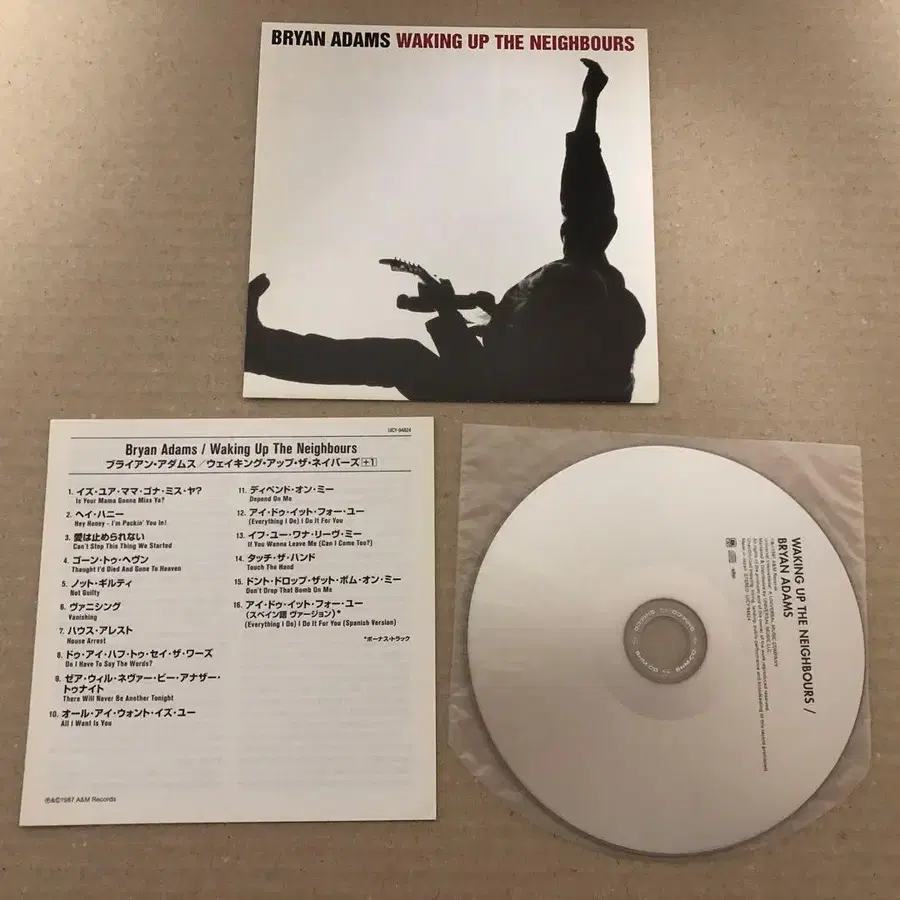 BRYAN ADAMS WAKING UP THE NEIGHBOURS
UICY-94824
Bryan Adams / Waking Up The Neighbours
ブライアン・アダムス／ウェイキング・アップ・ザ・ネイバーズ+1
1. イズ・ユア・ママ・ゴナ・ミス・ヤ?
Is Your Mama Gonna Miss Ya?
2. ヘイ・ハニー
Hey Honey - I'm Packin' You In!
3. 愛は止められない
Can't Stop This Thing We Started
4. ゴーン・トゥ・ヘヴン
Thought I'd Died And Gone To Heaven
5. ノット・ギルティ
Not Guilty
6. ヴァニシング
Vanishing
7. ハウス・アレスト
House Arrest
8. ドゥ・アイ・ハフ・トゥ・セイ・ザ・ワーズ
Do I Have To Say The Words?
9. ゼア・ウィル・ネヴァー・ビー・アナザー・
トゥナイト
There Will Never Be Another Tonight
10. オール・アイ・ウォント・イズ・ユー
All I Want Is You
11. ディペンド・オン・ミー
Depend On Me
12. アイ・ドゥ・イット・フォー・ユー
(Everything I Do) I Do It For You
13. イフ・ユー・ワナ・リーヴ・ミー
If You Wanna Leave Me (Can I Come Too?)
14. タッチ・ザ・ハンド
Touch The Hand
15. ドント・ドロップ・ザット・ボム・オン・ミー
Don't Drop That Bomb On Me
16. アイ・ドゥ・イット・フォー・ユー
(スペイン語 ヴァージョン)*
(Everything I Do) I Do It For You (Spanish Version)
*ボーナス・トラック
℗&©1987 A&M Records
WAKING UP THE NEIGHBOURS /
BRYAN ADAMS